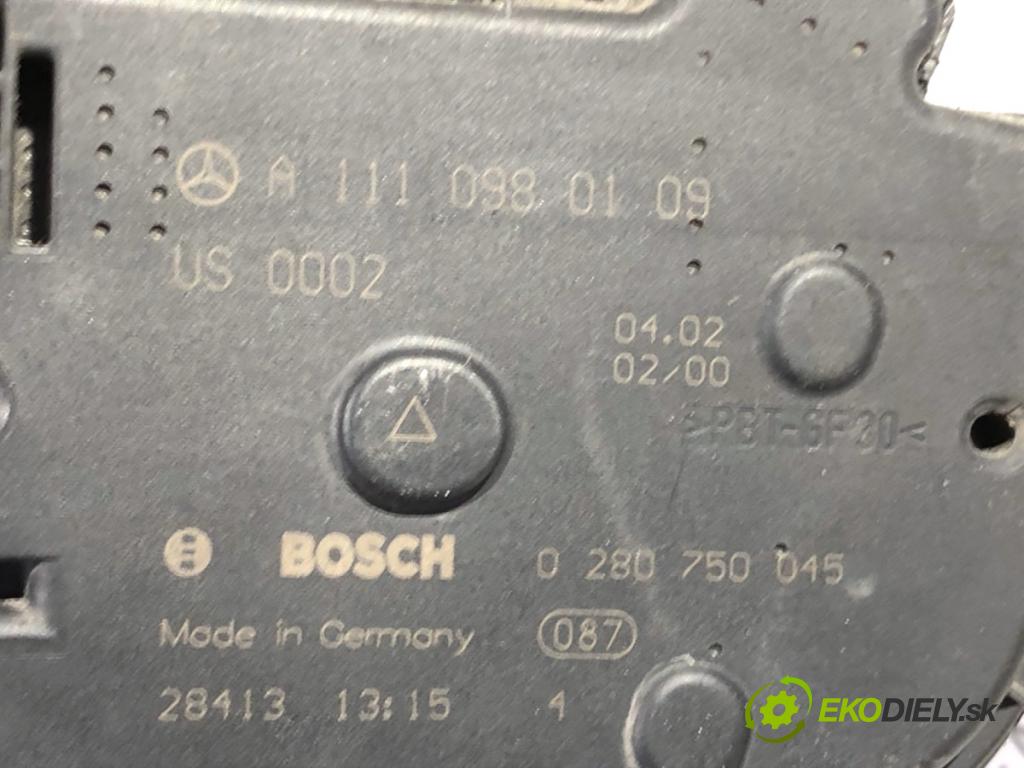 A 111 098 01 09
US 0002
04.02
02/00
>PBT-GF30<
BOSCH 0 280 750 045
Made in Germany 087
28413 13:15 4
EKODIELY.sk